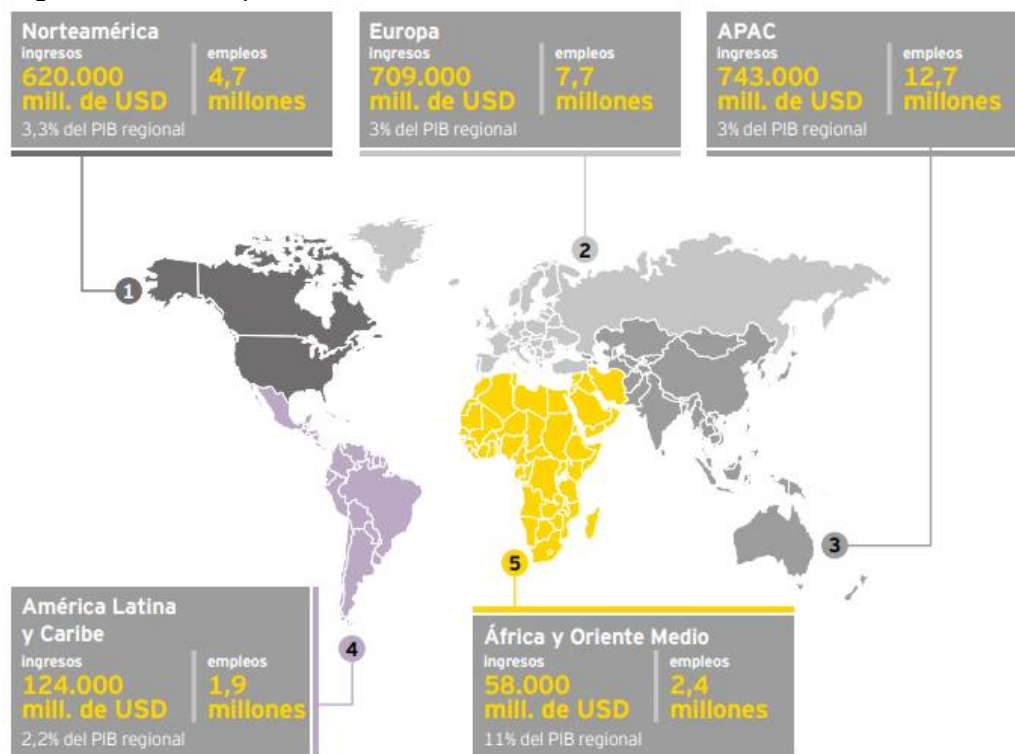 Norteamérica
ingresos
620.000
mill. de USD
empleos
4,7
millones
3,3% del PIB regional
Europa
ingresos
709.000
mill. de USD
empleos
7,7
millones
3% del PIB regional
APAC
ingresos
743.000
mill. de USD
empleos
12,7
millones
3% del PIB regional
1
2
3
4
5
América Latina
y Caribe
ingresos
124.000
mill. de USD
empleos
1,9
millones
2,2% del PIB regional
África y Oriente Medio
ingresos
58.000
mill. de USD
empleos
2,4
millones
11% del PIB regional